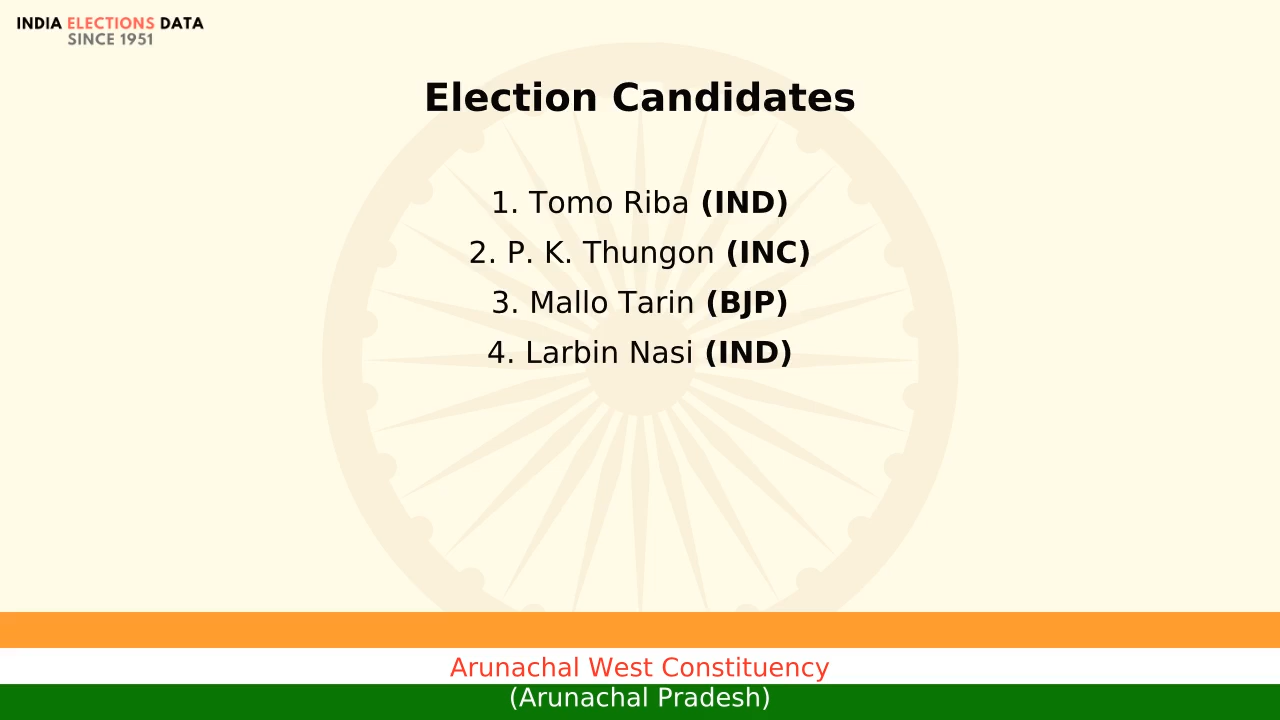 INDIA ELECTIONS DATA
SINCE 1951
Election Candidates
1. Tomo Riba (IND)
2. P. K. Thungon (INC)
3. Mallo Tarin (BJP)
4. Larbin Nasi (IND)
Arunachal West Constituency
(Arunachal Pradesh)